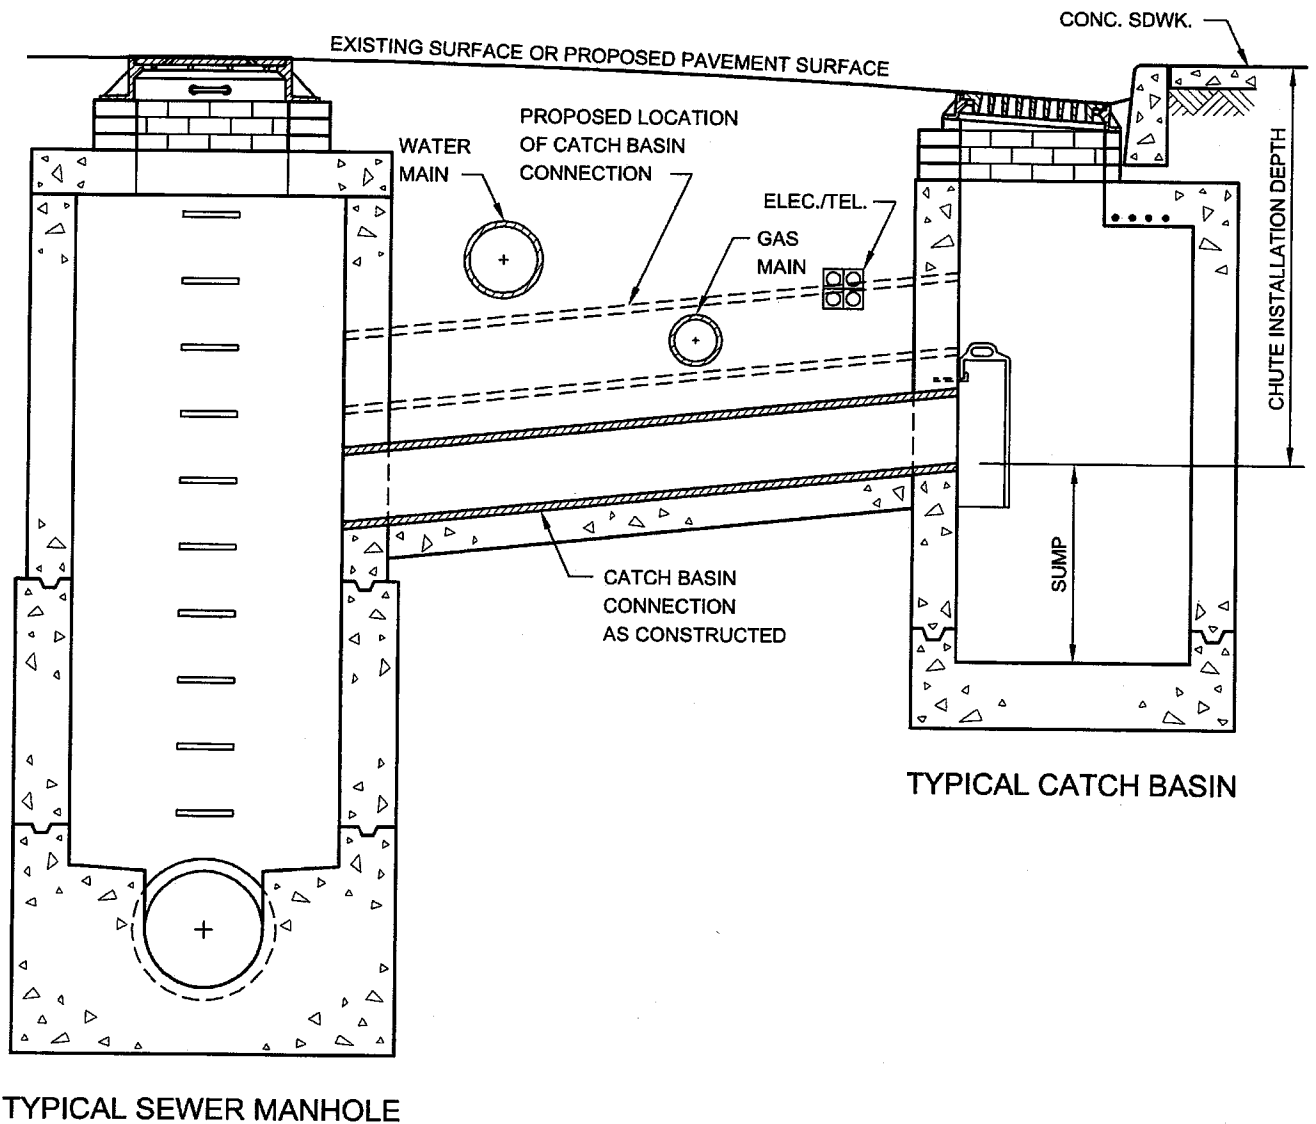 CONC. SDWK.
EXISTING SURFACE OR PROPOSED PAVEMENT SURFACE
PROPOSED LOCATION
OF CATCH BASIN
CONNECTION
WATER
MAIN
ELEC./TEL.
GAS
MAIN
CHUTE INSTALLATION DEPTH
SUMP
CATCH BASIN
CONNECTION
AS CONSTRUCTED
TYPICAL CATCH BASIN
TYPICAL SEWER MANHOLE